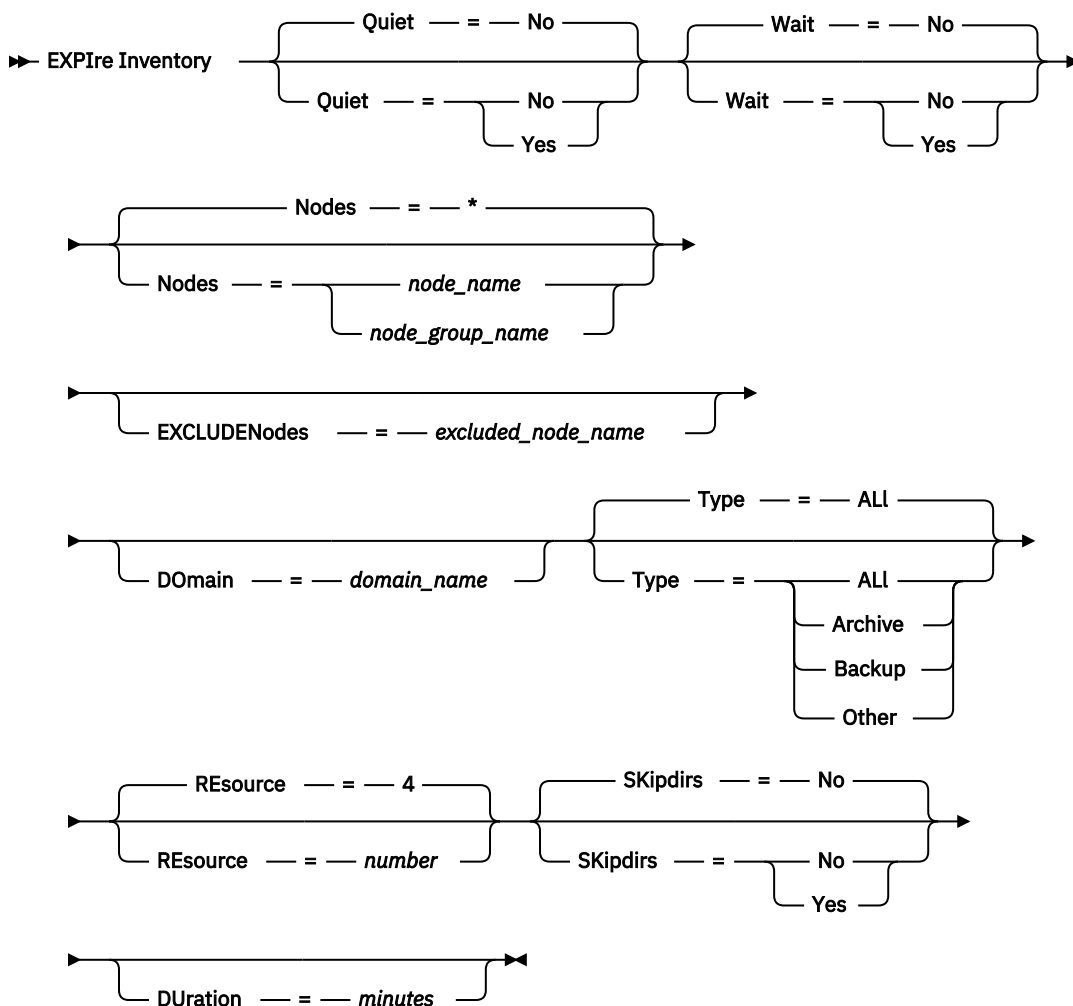 Quiet = No Wait = No
EXPIre Inventory
Quiet = No Wait = No
Yes Yes
Nodes = *
Nodes = node_name
node_group_name
EXCLUDENodes = excluded_node_name
Type = ALl
DOmain = domain_name Type = ALl
Archive
Backup
Other
REsource = 4 SKipdirs = No
REsource = number SKipdirs = No
Yes
DUration = minutes